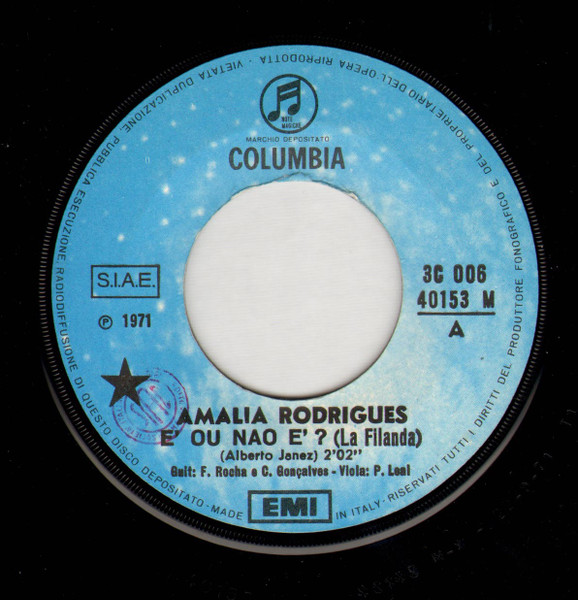 NOTE
MAGICHE
MARCHIO DEPOSITATO
COLUMBIA
S.I.A.E.
℗ 1971
3C 006
40153 M
A
AMALIA RODRIGUES
E' OU NAO E'? (La Filanda)
(Alberto Janez) 2'02"
Guit: F. Rocha e C. Gonçalves - Viola: P. Leal
EMI
MADE IN ITALY - RISERVATI TUTTI I DIRITTI DEL PRODUTTORE FONOGRAFICO E DEL PROPRIETARIO DELL'OPERA RIPRODOTTA - VIETATA DUPLICAZIONE, PUBBLICA ESECUZIONE, RADIODIFFUSIONE DI QUESTO DISCO DEPOSITATO -